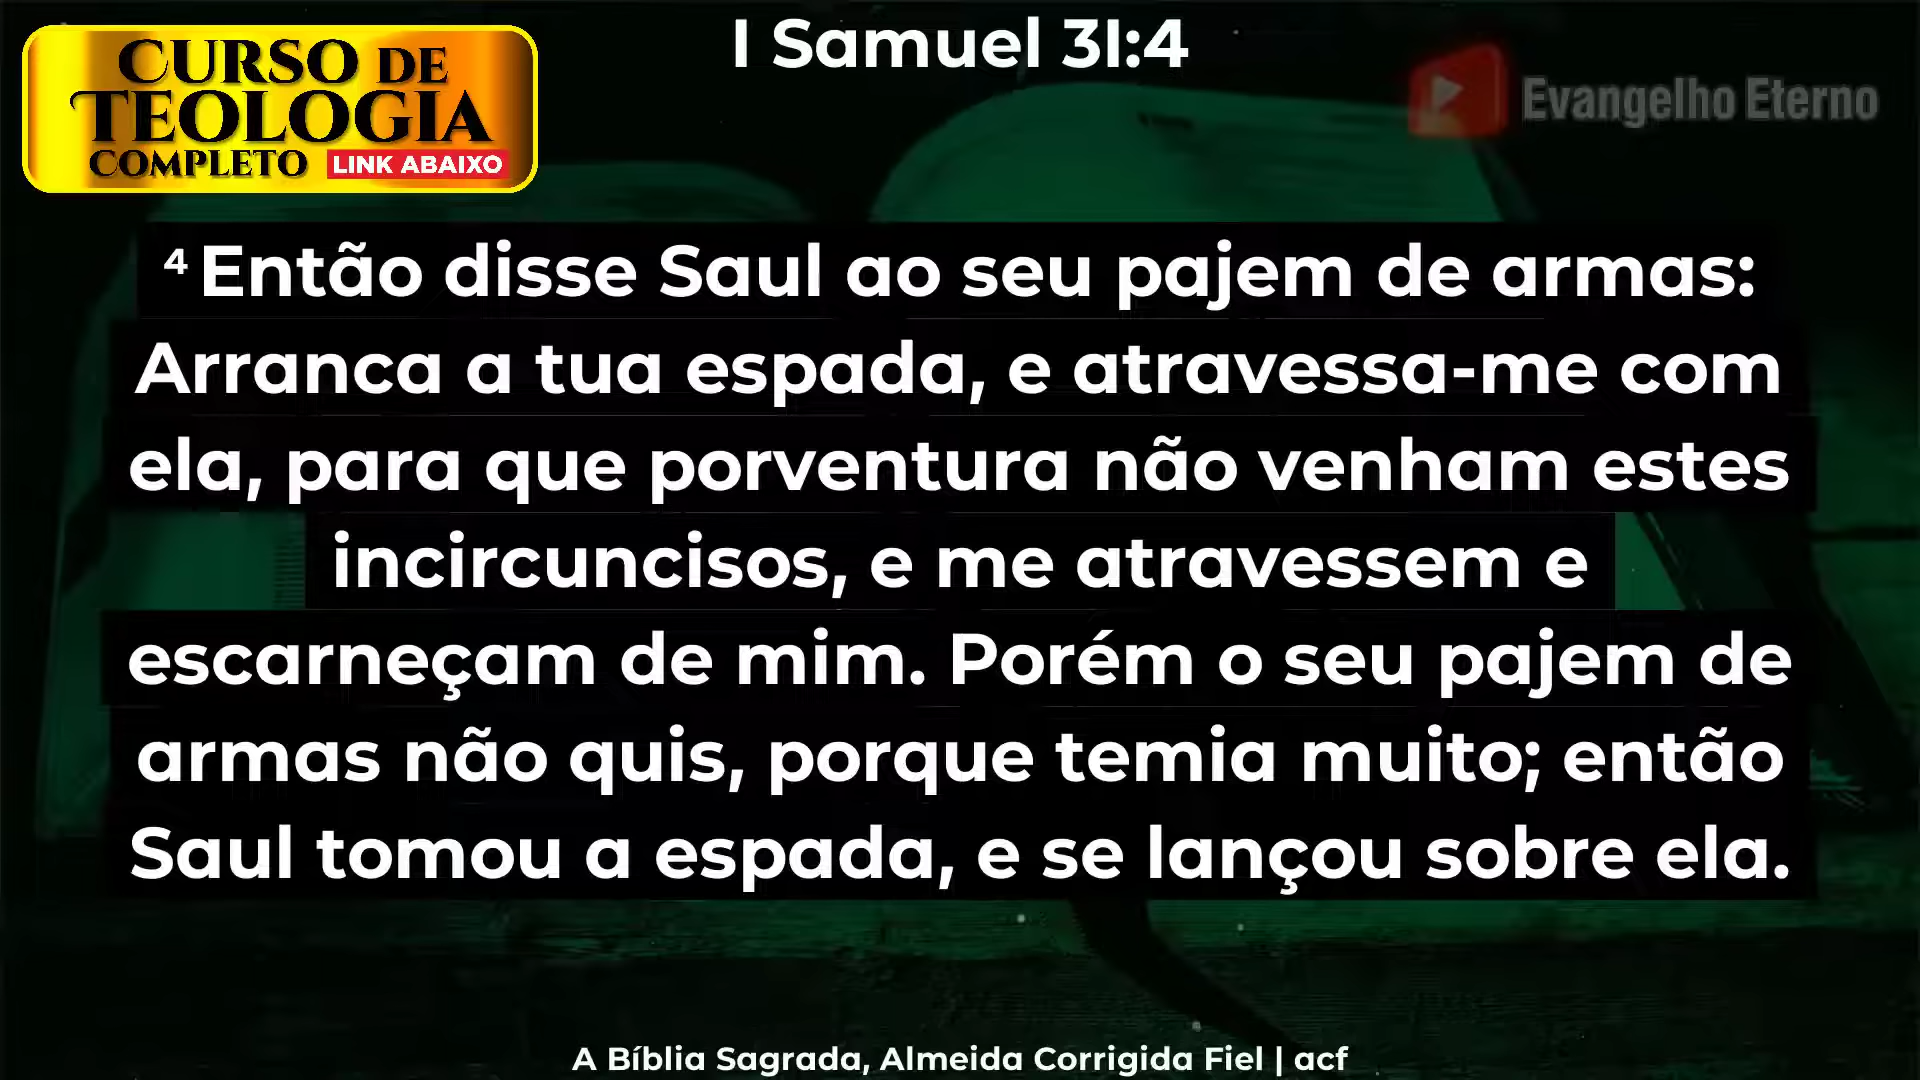 I Samuel 31:4
CURSO DE
TEOLOGIA
COMPLETO LINK ABAIXO
Evangelho Eterno
4 Então disse Saul ao seu pajem de armas:
Arranca a tua espada, e atravessa-me com
ela, para que porventura não venham estes
incircuncisos, e me atravessem e
escarneçam de mim. Porém o seu pajem de
armas não quis, porque temia muito; então
Saul tomou a espada, e se lançou sobre ela.
A Bíblia Sagrada, Almeida Corrigida Fiel | acf